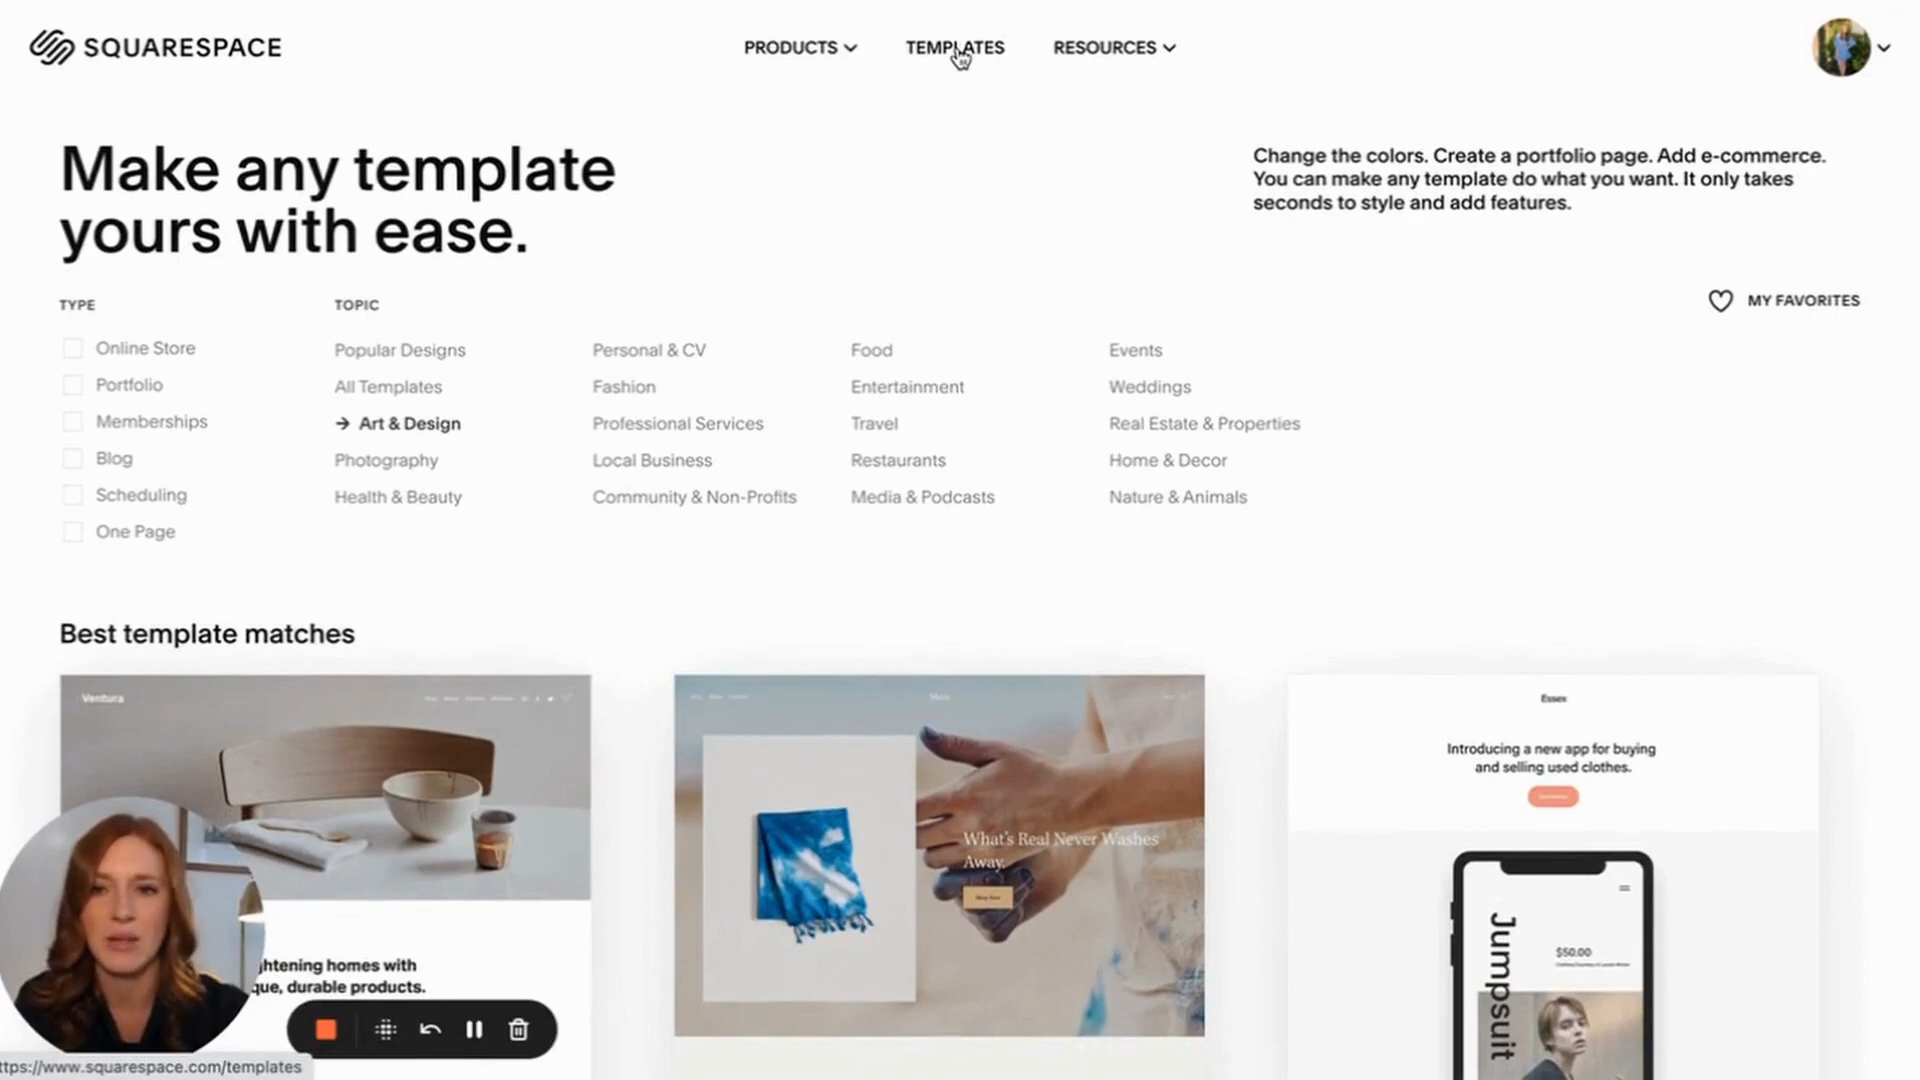 SQUARESPACE
PRODUCTS
TEMPLATES
RESOURCES
Make any template
yours with ease.
Change the colors. Create a portfolio page. Add e-commerce.
You can make any template do what you want. It only takes
seconds to style and add features.
MY FAVORITES
TYPE
Online Store
Portfolio
Memberships
Blog
Scheduling
One Page
TOPIC
Popular Designs
All Templates
→ Art & Design
Photography
Health & Beauty
Personal & CV
Fashion
Professional Services
Local Business
Community & Non-Profits
Food
Entertainment
Travel
Restaurants
Media & Podcasts
Events
Weddings
Real Estate & Properties
Home & Decor
Nature & Animals
Best template matches
Ventura
htening homes with
que, durable products.
What's Real Never Washes
Away.
Shop Now
Essex
Introducing a new app for buying
and selling used clothes.
$50.00
Jumpsuit
ttps://www.squarespace.com/templates